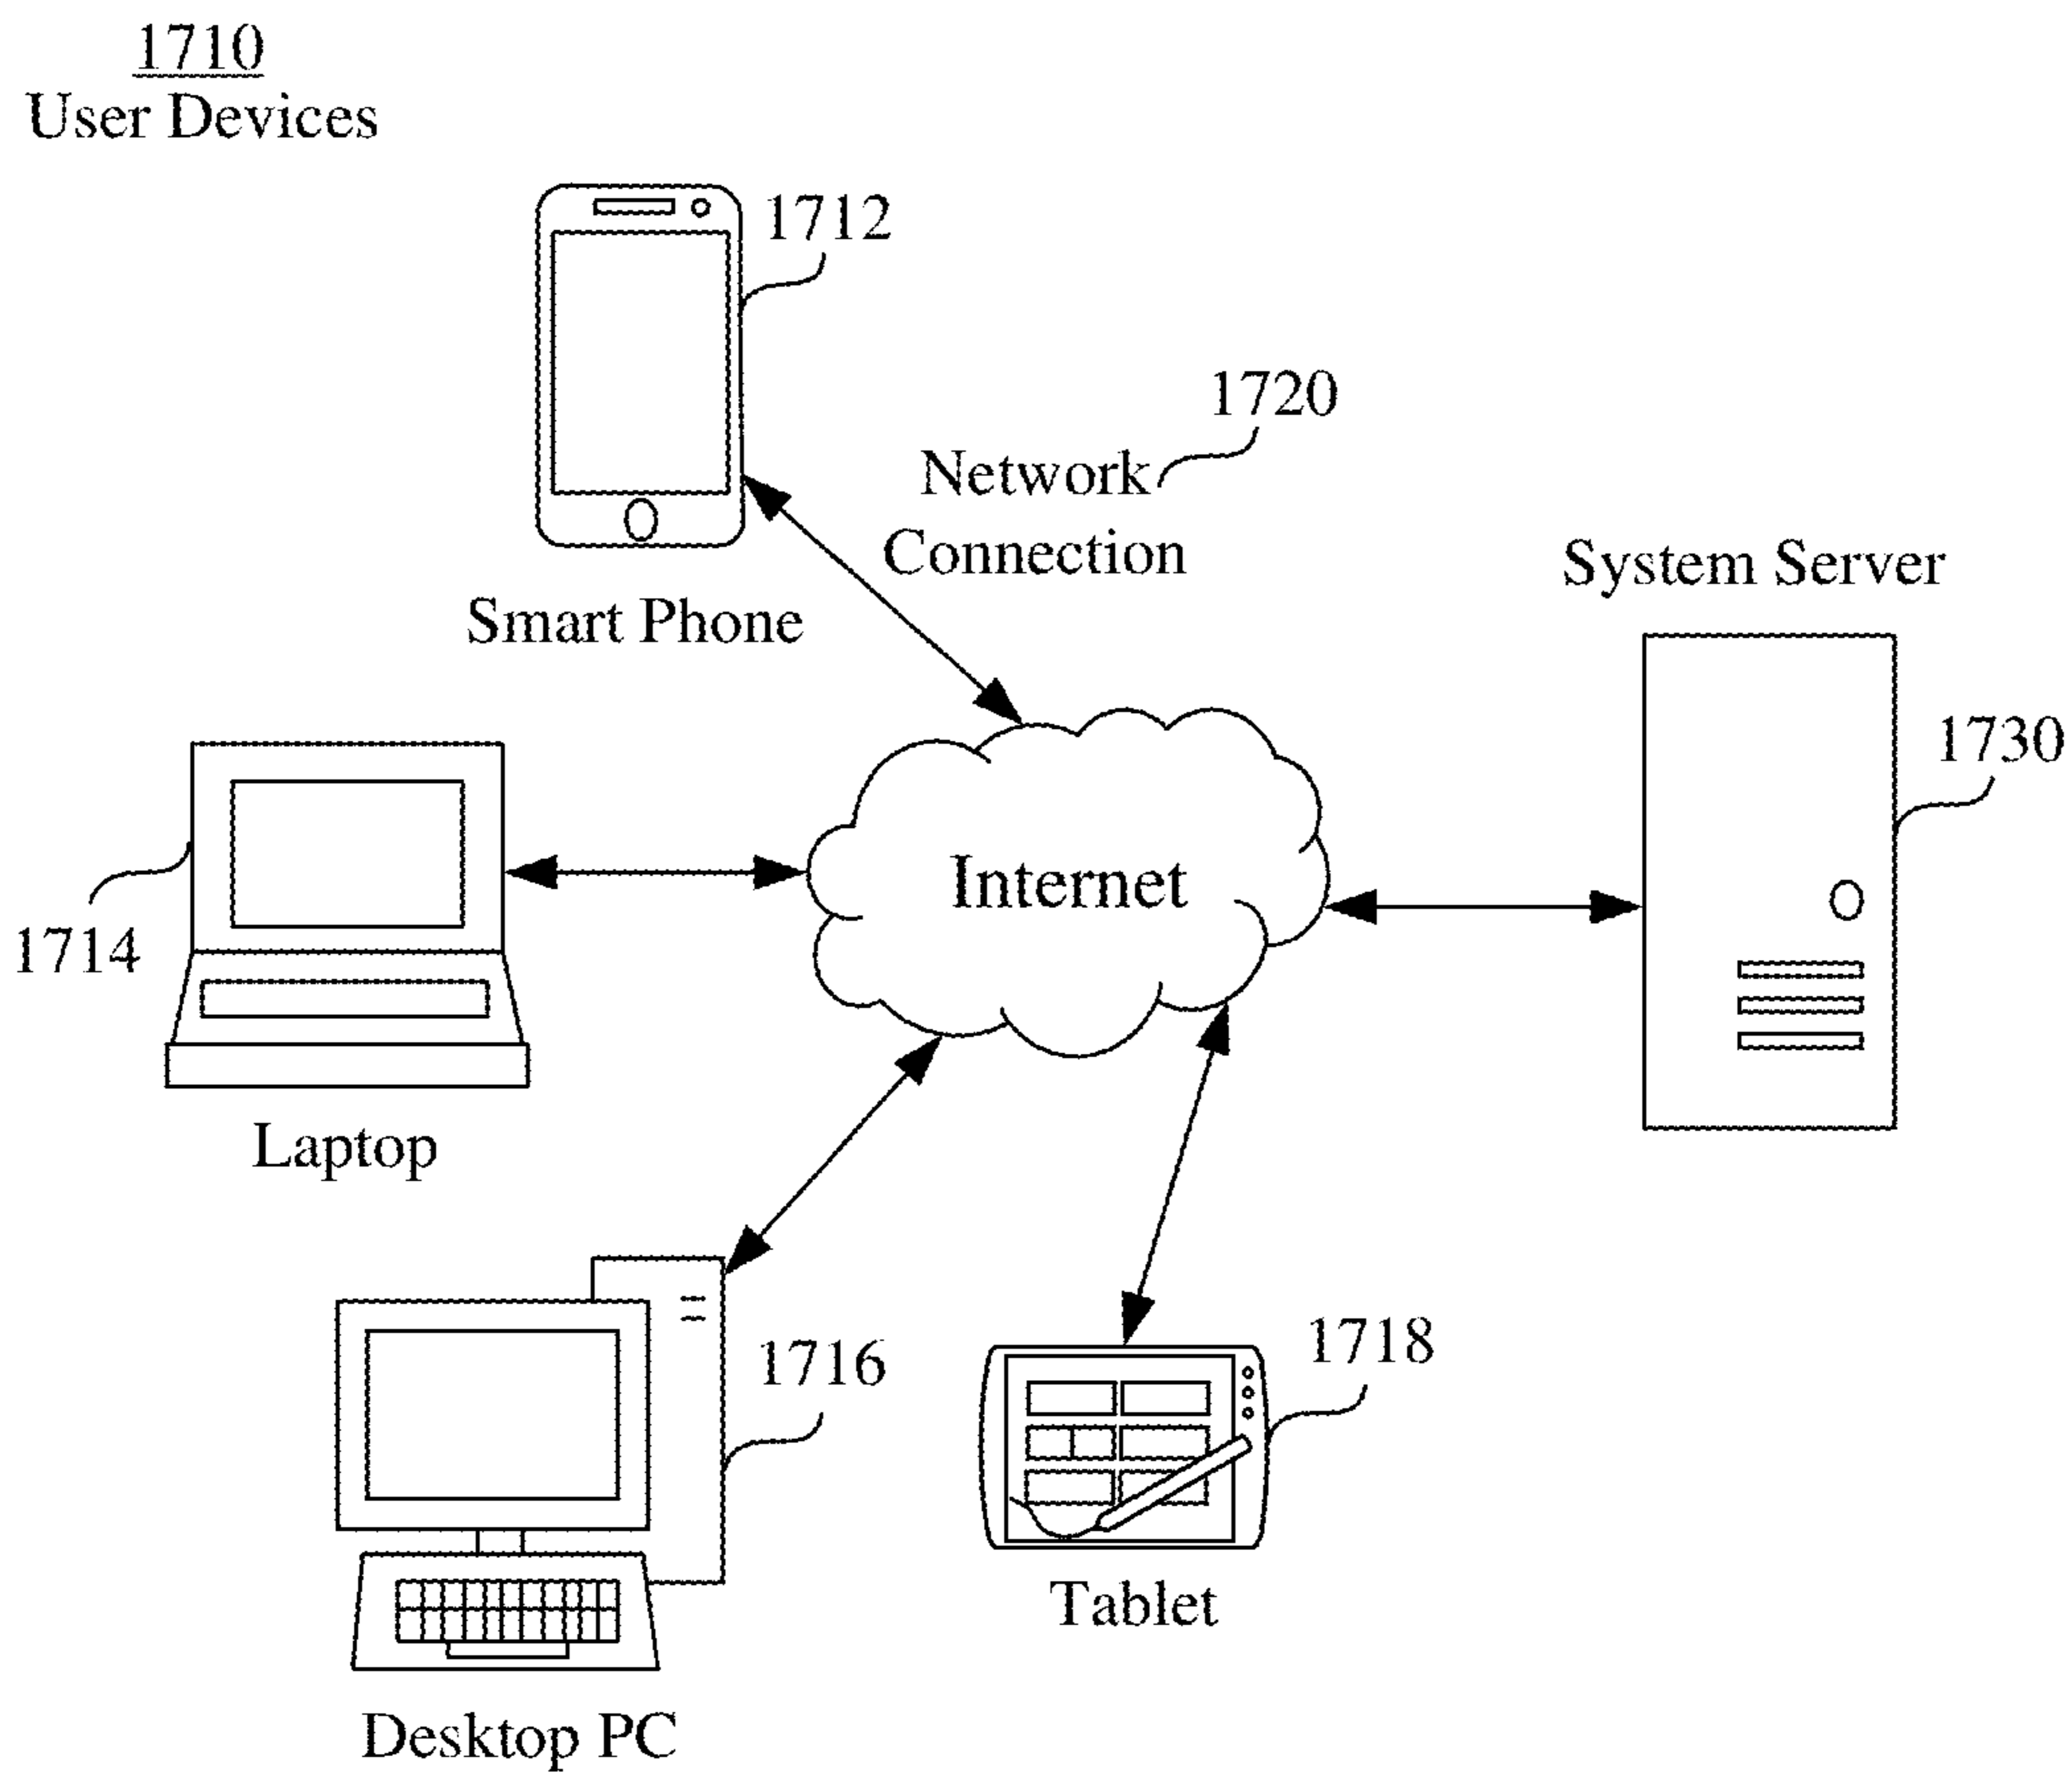 1710
User Devices
1712
1720
Network
Connection
Smart Phone
System Server
1730
Internet
1714
Laptop
1716
1718
Tablet
Desktop PC